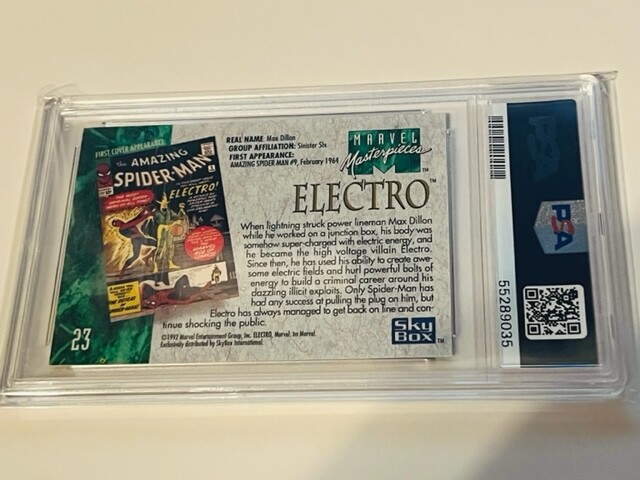 FIRST COVER APPEARANCE:
the AMAZING
SPIDER-MAN
ELECTRO!
23
REAL NAME: Max Dillon
GROUP AFFILIATION: Sinister Six
FIRST APPEARANCE:
AMAZING SPIDER-MAN #9, February 1964
MARVEL
Masterpieces™
ELECTRO™
When lightning struck power lineman Max Dillon
while he worked on a junction box, his body was
somehow super-charged with electric energy, and
he became the high voltage villain Electro.
Since then, he has used his ability to create awe-
some electric fields and hurl powerful bolts of
energy to build a criminal career around his
dazzling illicit exploits. Only Spider-Man has
had any success at pulling the plug on him, but
Electro has always managed to get back on line and con-
tinue shocking the public.
©1992 Marvel Entertainment Group, Inc. ELECTRO, Marvel: tm Marvel.
Exclusively distributed by SkyBox International.
SkyBox™
55289035
PSA